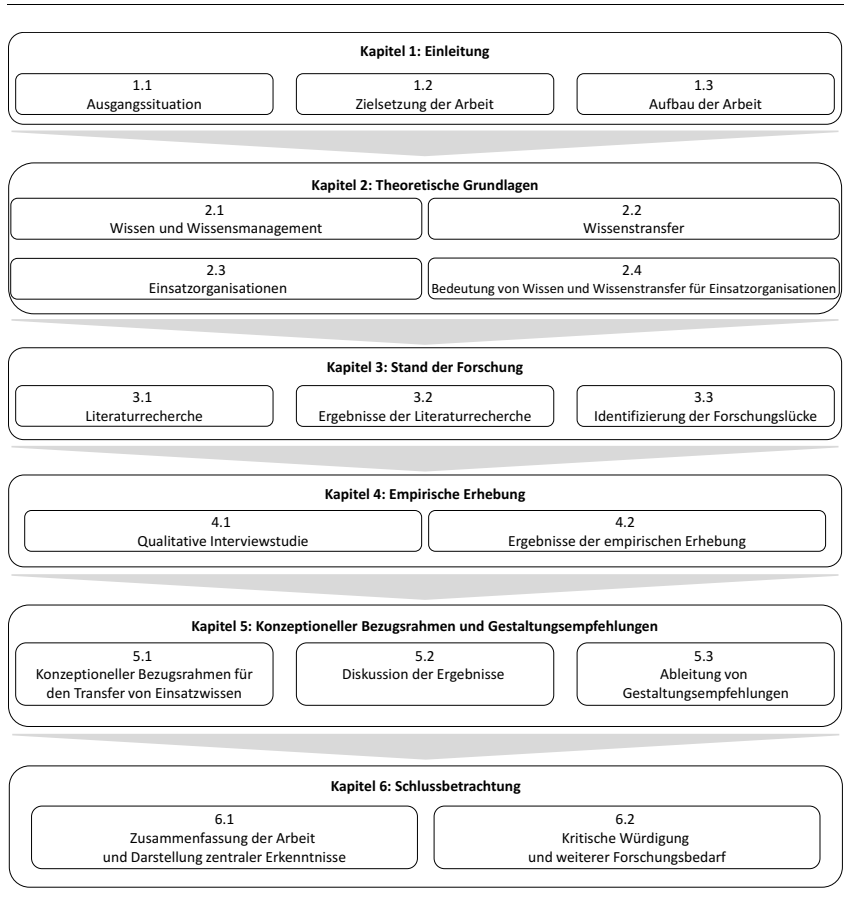 Kapitel 1: Einleitung
1.1
Ausgangssituation
1.2
Zielsetzung der Arbeit
1.3
Aufbau der Arbeit
Kapitel 2: Theoretische Grundlagen
2.1
Wissen und Wissensmanagement
2.2
Wissenstransfer
2.3
Einsatzorganisationen
2.4
Bedeutung von Wissen und Wissenstransfer für Einsatzorganisationen
Kapitel 3: Stand der Forschung
3.1
Literaturrecherche
3.2
Ergebnisse der Literaturrecherche
3.3
Identifizierung der Forschungslücke
Kapitel 4: Empirische Erhebung
4.1
Qualitative Interviewstudie
4.2
Ergebnisse der empirischen Erhebung
Kapitel 5: Konzeptioneller Bezugsrahmen und Gestaltungsempfehlungen
5.1
Konzeptioneller Bezugsrahmen für
den Transfer von Einsatzwissen
5.2
Diskussion der Ergebnisse
5.3
Ableitung von
Gestaltungsempfehlungen
Kapitel 6: Schlussbetrachtung
6.1
Zusammenfassung der Arbeit
und Darstellung zentraler Erkenntnisse
6.2
Kritische Würdigung
und weiterer Forschungsbedarf